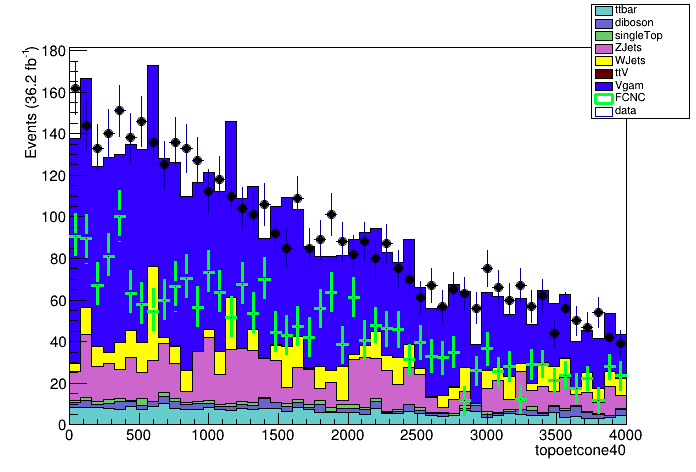 ttbar
diboson
singleTop
ZJets
WJets
ttV
Vgam
FCNC
data
Events (36.2 fb⁻¹)
180
160
140
120
100
80
60
40
20
0
0 500 1000 1500 2000 2500 3000 3500 4000
topoetcone40